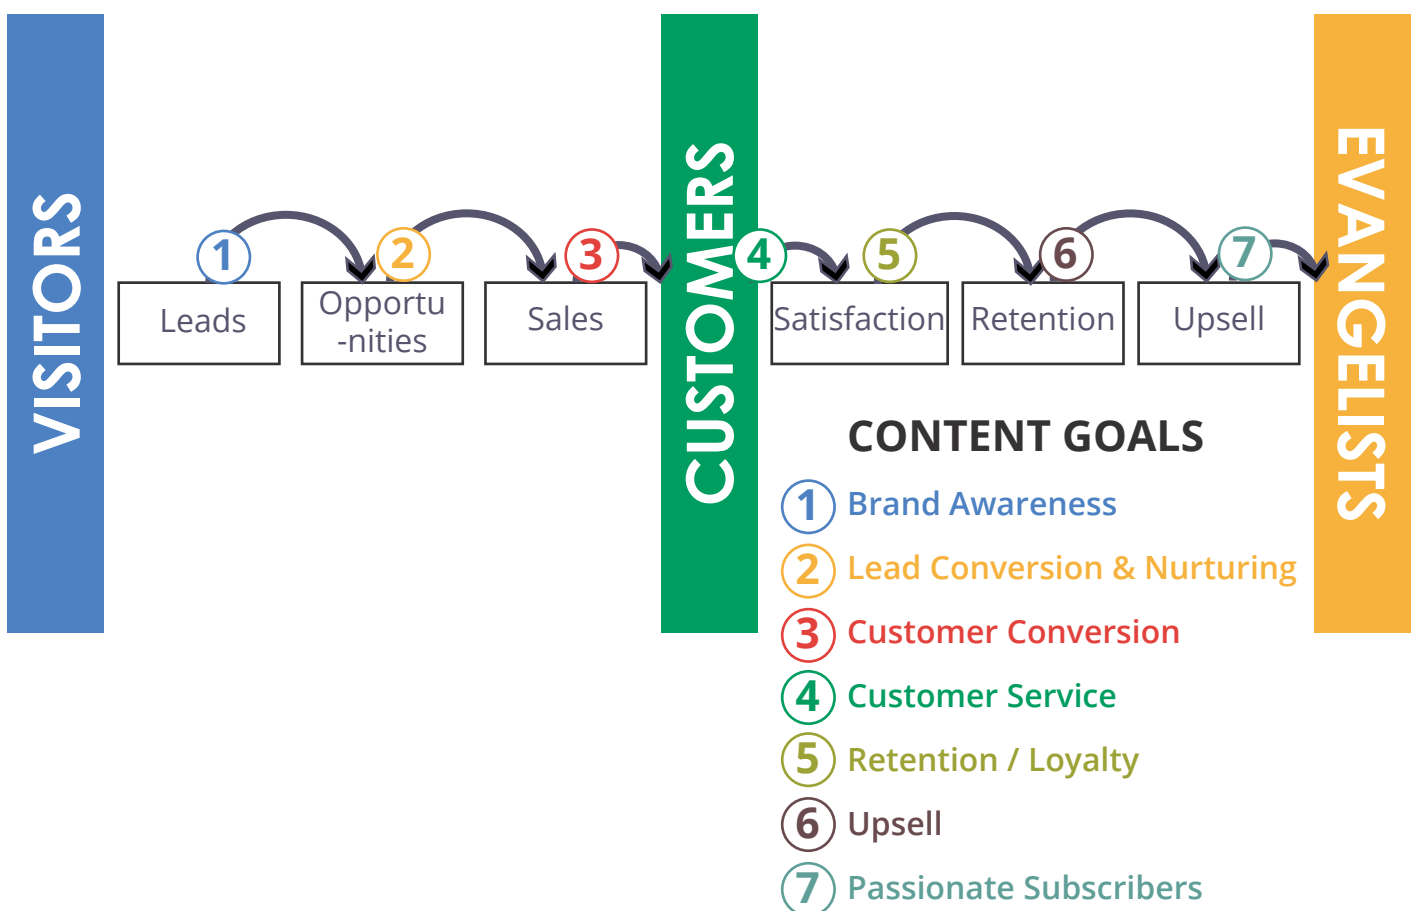 VISITORS
1
Leads
2
Opportu
-nities
3
Sales
CUSTOMERS
4
Satisfaction
5
Retention
6
Upsell
7
EVANGELISTS
CONTENT GOALS
1 Brand Awareness
2 Lead Conversion & Nurturing
3 Customer Conversion
4 Customer Service
5 Retention / Loyalty
6 Upsell
7 Passionate Subscribers